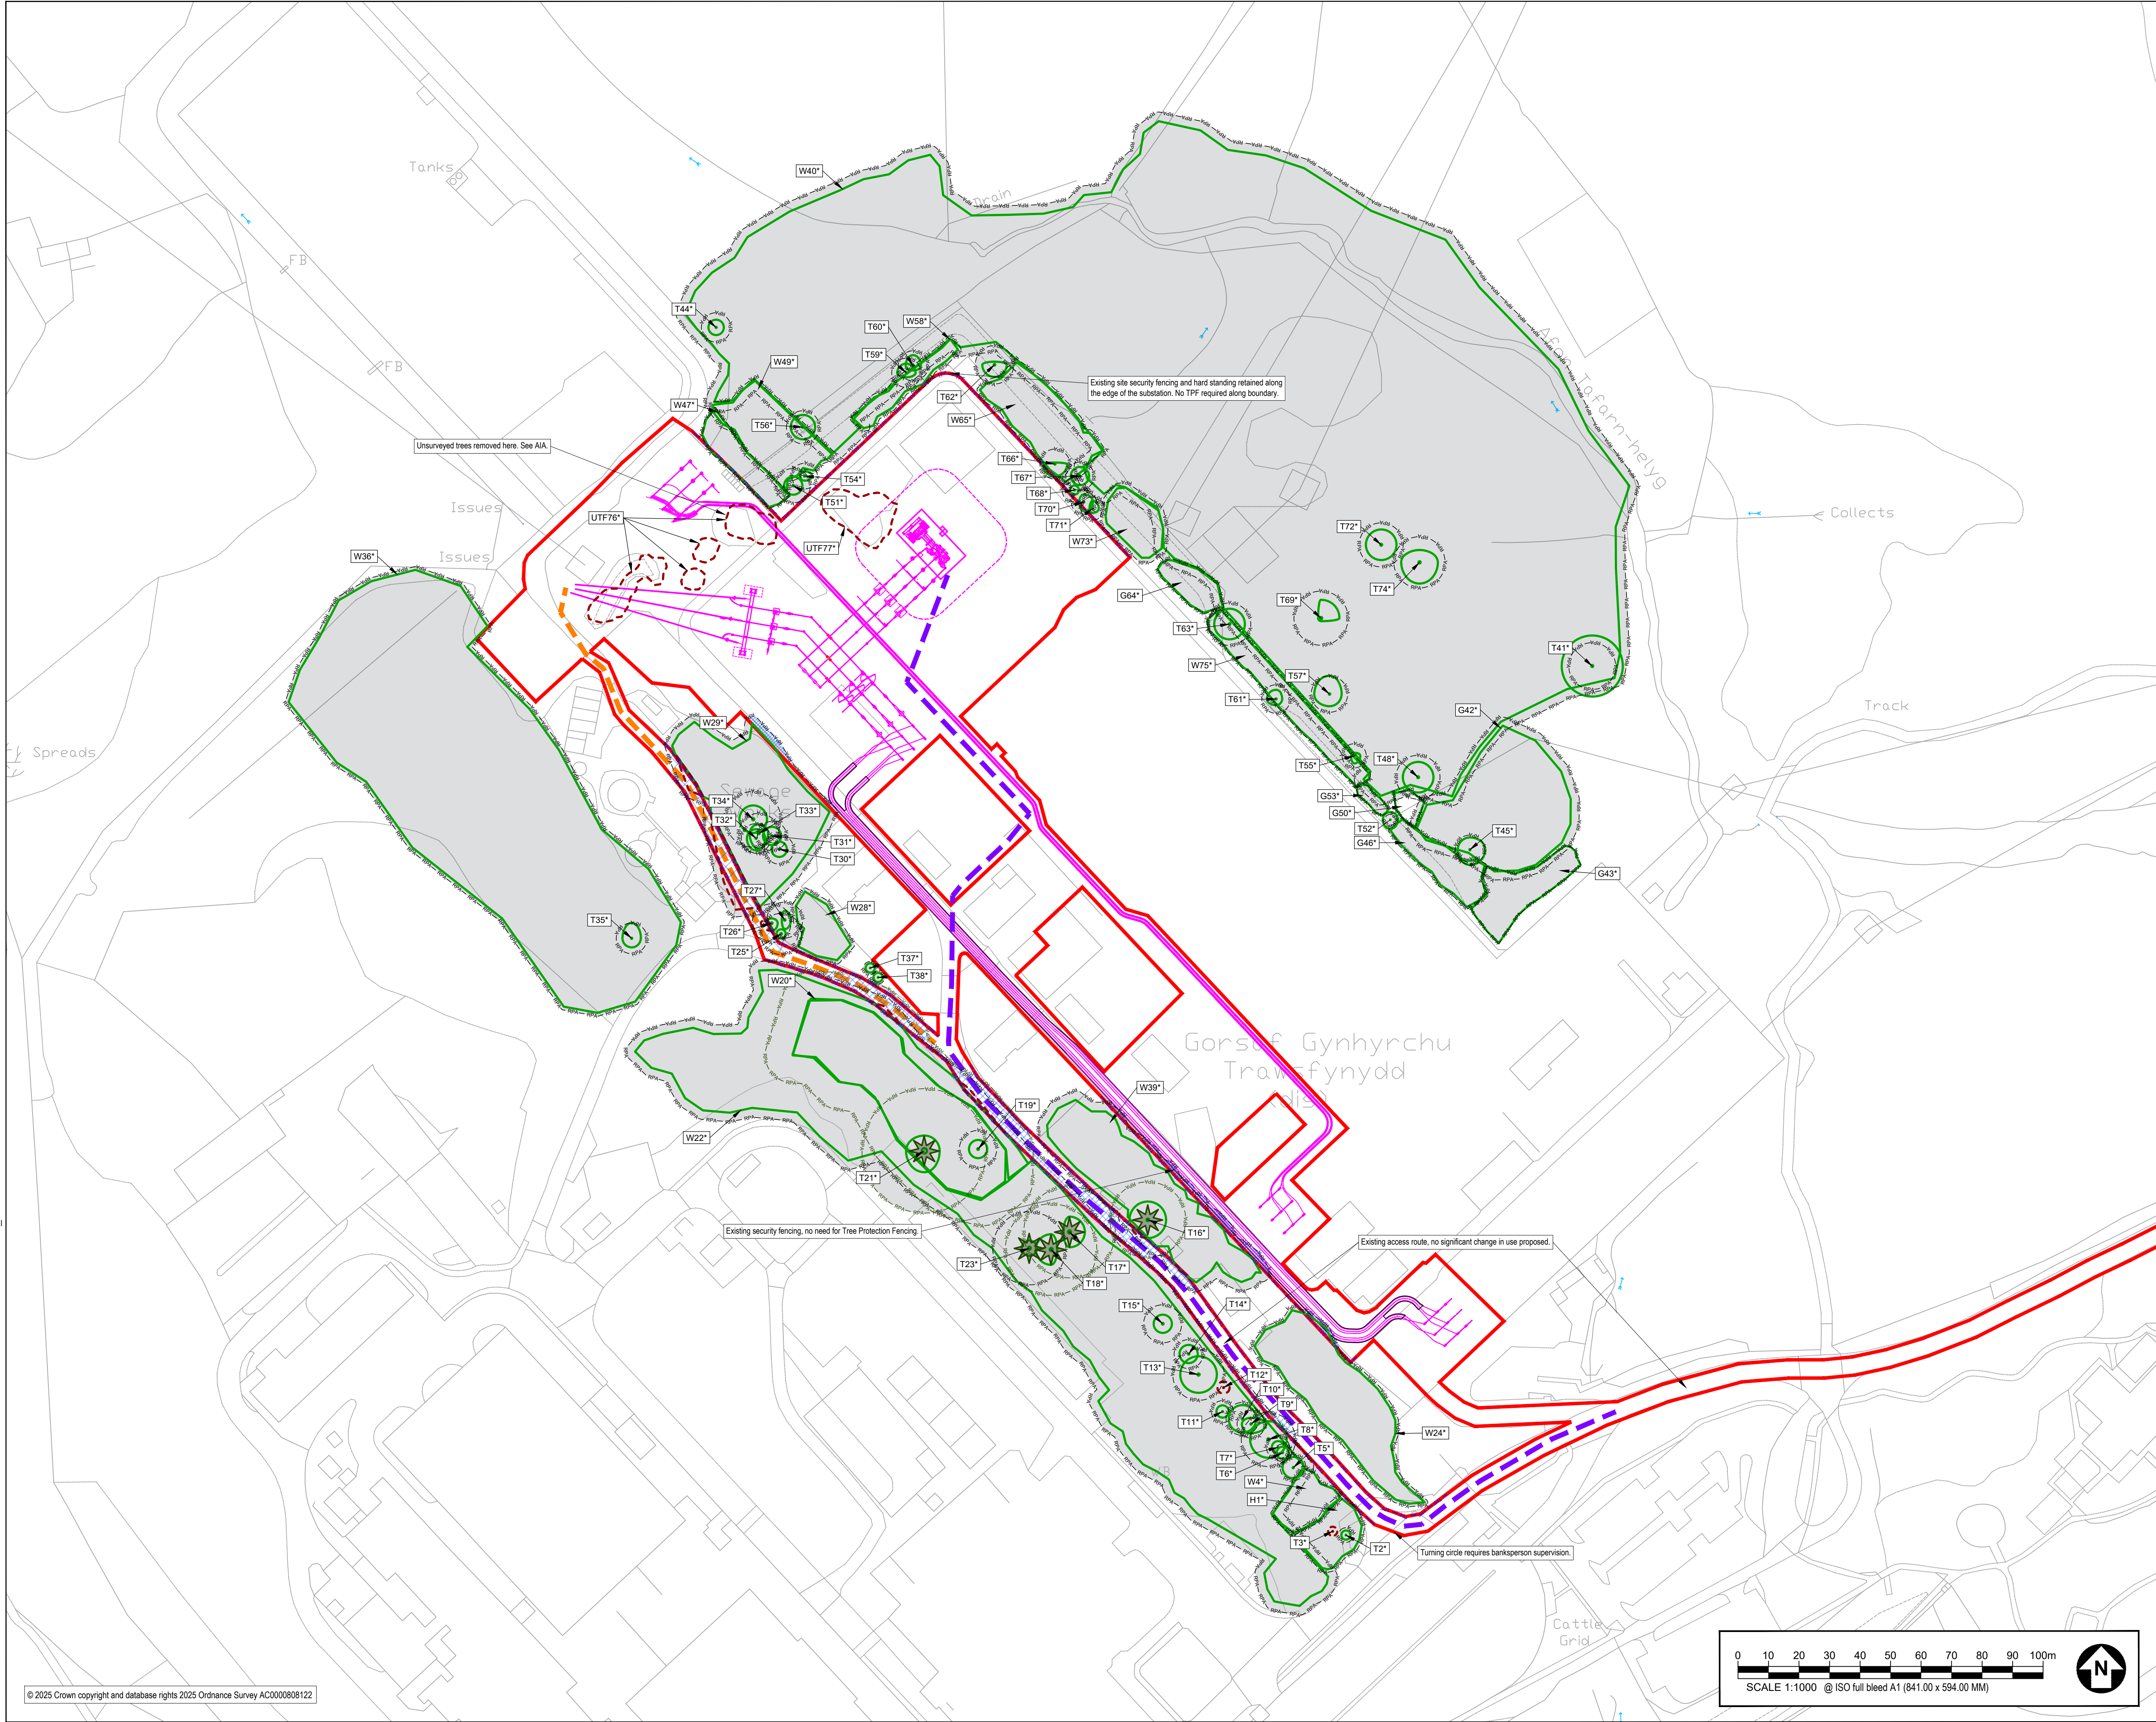 Tanks
W40*
Drain
FB
T44*
T60*
W58*
T59*
W49*
FB
Existing site security fencing and hard standing retained along
the edge of the substation. No TPF required along boundary.
T62*
W47*
W65*
T56*
Unsurveyed trees removed here. See AIA.
Afan Tafarn-helyg
T66*
T67*
T54*
T68*
T51*
T70*
Issues
Collects
UTF76*
T71*
T72*
W73*
UTF77*
Issues
W36*
T74*
G64*
T69*
T63*
T41*
W75*
T57*
T61*
Track
G42*
W29*
Spreads
T48*
T55*
Sewage
G53*
T34*
T33*
G50*
T32*
T52*
T45*
T31*
G46*
T30*
G43*
T27*
W28*
T35*
T26*
T25*
T37*
T38*
W20*
Gorsaf Gynhyrchu
Trawsfynydd
(dis)
W39*
T19*
W22*
T21*
Existing security fencing, no need for Tree Protection Fencing.
T16*
Existing access route, no significant change in use proposed.
T23*
T17*
T18*
T15*
T14*
T13*
T12*
T10*
T9*
T11*
T8*
W24*
T5*
T7*
T6*
W4*
H1*
T3*
T2*
Turning circle requires banksperson supervision.
Cattle
Grid
0 10 20 30 40 50 60 70 80 90 100m
SCALE 1:1000 @ ISO full bleed A1 (841.00 x 594.00 MM)
N
© 2025 Crown copyright and database rights 2025 Ordnance Survey AC0000808122